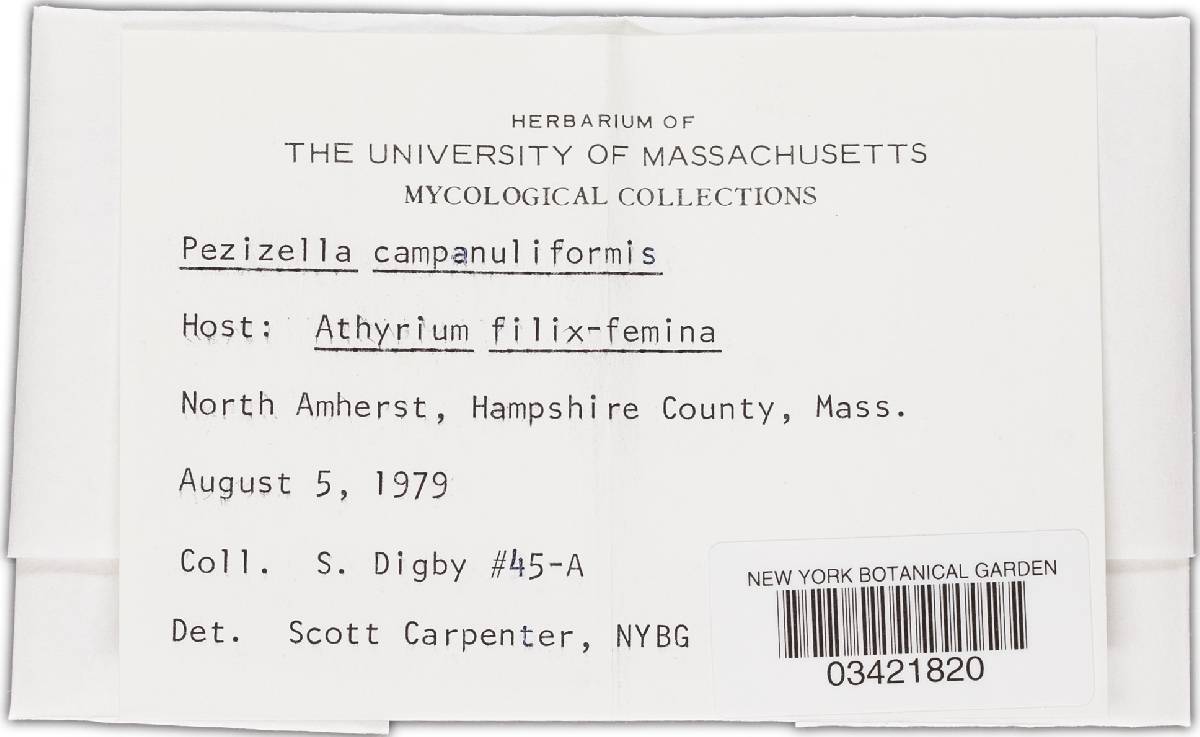 HERBARIUM OF
THE UNIVERSITY OF MASSACHUSETTS
MYCOLOGICAL COLLECTIONS
Pezizella campanuliformis
Host: Athyrium filix-femina
North Amherst, Hampshire County, Mass.
August 5, 1979
Coll. S. Digby #45-A
Det. Scott Carpenter, NYBG
NEW YORK BOTANICAL GARDEN
03421820